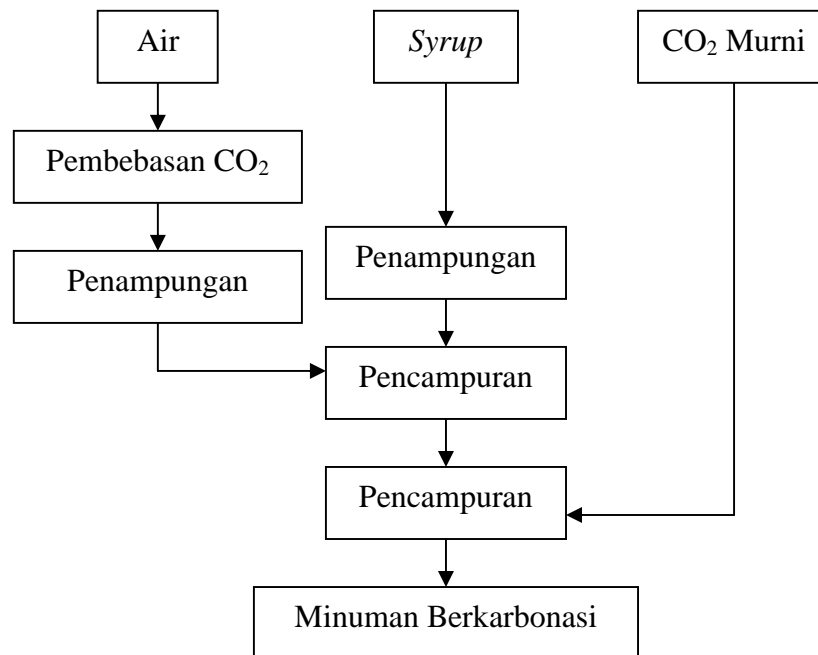 Air
Syrup
CO₂ Murni
Pembebasan CO₂
Penampungan
Penampungan
Pencampuran
Pencampuran
Minuman Berkarbonasi